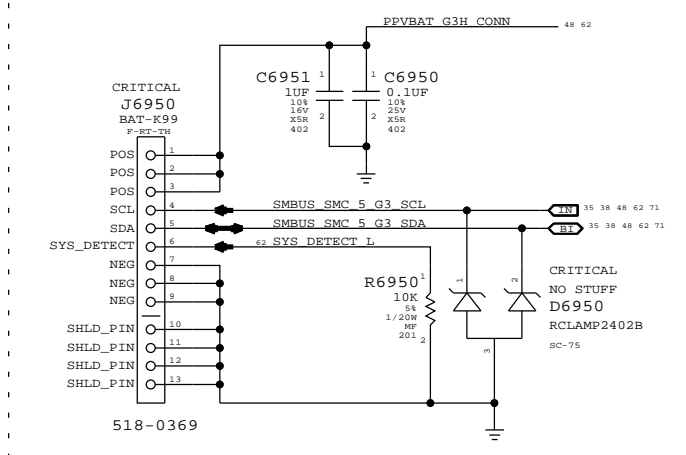 PPVBAT_G3H_CONN 48 62
C6951 1 1 C6950
CRITICAL 1UF 0.1UF
J6950 10% 10%
BAT-K99 16V 25V
F-RT-TH X5R 2 2 X5R
402 402
POS 1
POS 2
POS 3
SCL 4 SMBUS_SMC_5_G3_SCL IN 35 38 48 62 71
SDA 5 SMBUS_SMC_5_G3_SDA BI 35 38 48 62 71
SYS_DETECT 6 62 SYS_DETECT_L
NEG 7
NEG 8
NEG 9
SHLD_PIN 10
SHLD_PIN 11
SHLD_PIN 12
SHLD_PIN 13
518-0369
R6950 1
10K
5%
1/20W
MF
201 2
1 2
3
CRITICAL
NO STUFF
D6950
RCLAMP2402B
SC-75